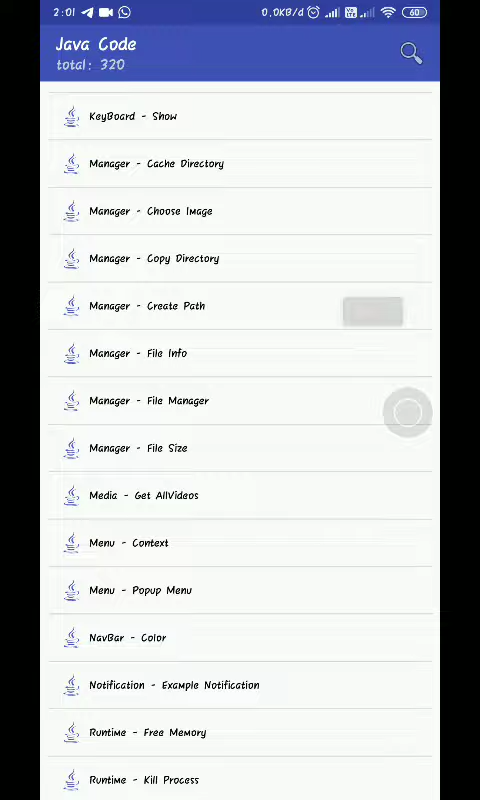 2:01
0.0KB/d
60
Java Code
total: 320
KeyBoard - Show
Manager - Cache Directory
Manager - Choose Image
Manager - Copy Directory
Manager - Create Path
Manager - File Info
Manager - File Manager
Manager - File Size
Media - Get AllVideos
Menu - Context
Menu - Popup Menu
NavBar - Color
Notification - Example Notification
Runtime - Free Memory
Runtime - Kill Process